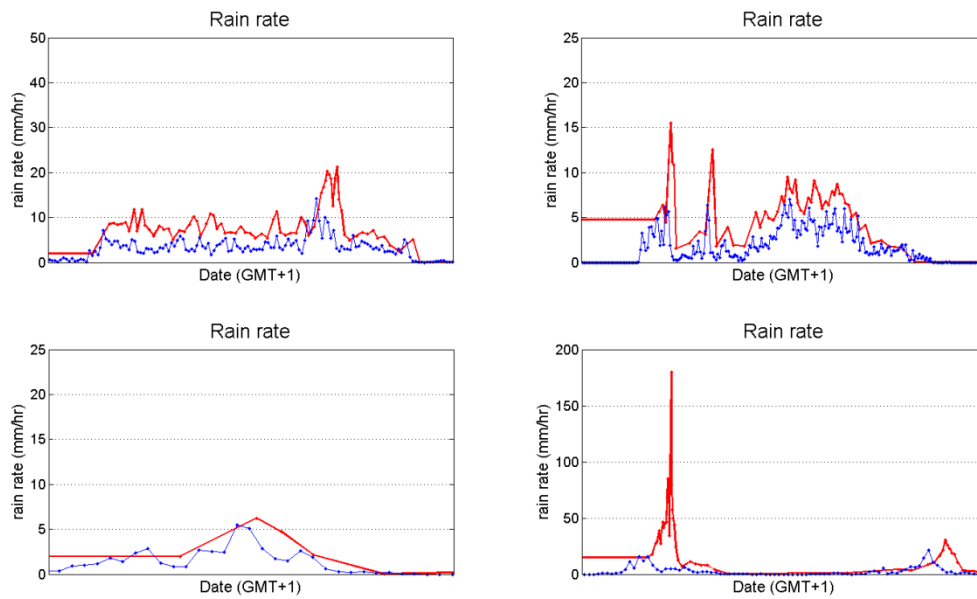 Rain rate
50
40
30
20
10
0
rain rate (mm/hr)
Date (GMT+1)
Rain rate
25
20
15
10
5
0
rain rate (mm/hr)
Date (GMT+1)
Rain rate
25
20
15
10
5
0
rain rate (mm/hr)
Date (GMT+1)
Rain rate
200
150
100
50
0
rain rate (mm/hr)
Date (GMT+1)